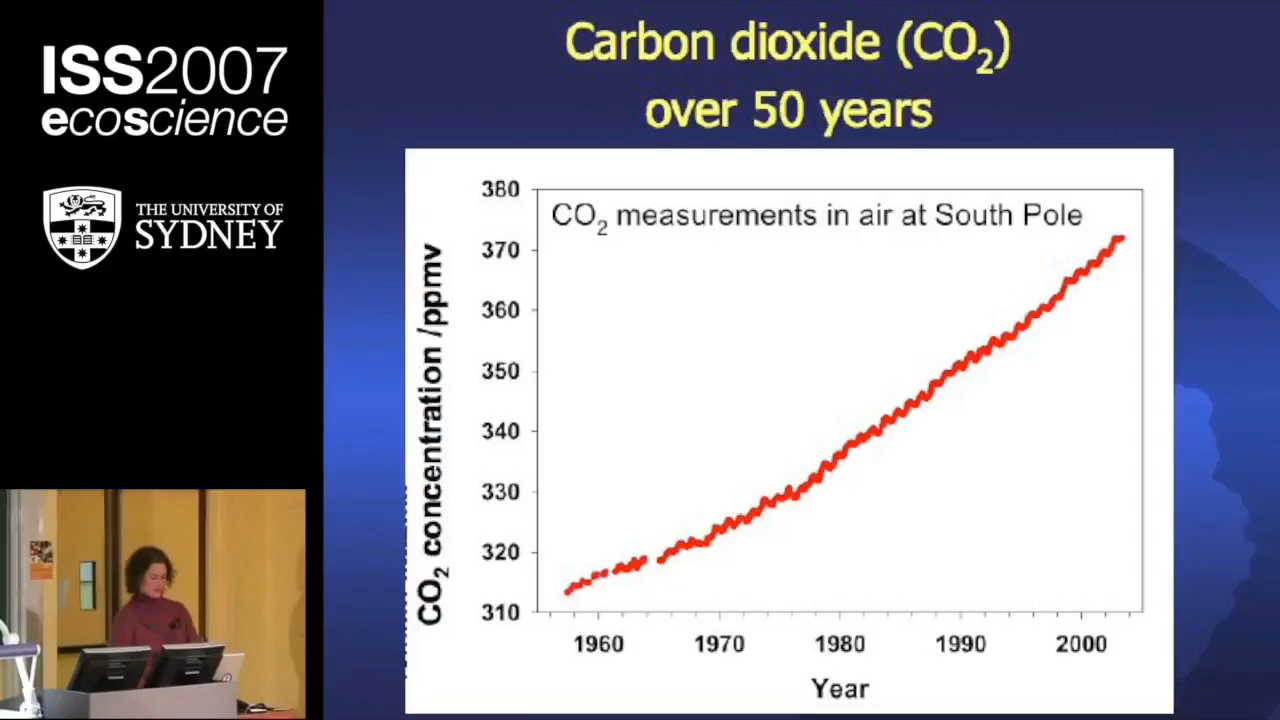 ISS2007
ecoscience
THE UNIVERSITY OF
SYDNEY
Carbon dioxide (CO₂)
over 50 years
CO₂ measurements in air at South Pole
CO₂ concentration /ppmv
380
370
360
350
340
330
320
310
1960 1970 1980 1990 2000
Year